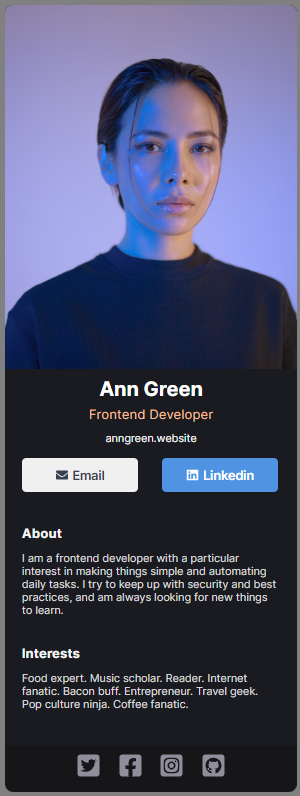 Ann Green
Frontend Developer
anngreen.website
Email
Linkedin
About
I am a frontend developer with a particular
interest in making things simple and automating
daily tasks. I try to keep up with security and best
practices, and am always looking for new things
to learn.
Interests
Food expert. Music scholar. Reader. Internet
fanatic. Bacon buff. Entrepreneur. Travel geek.
Pop culture ninja. Coffee fanatic.